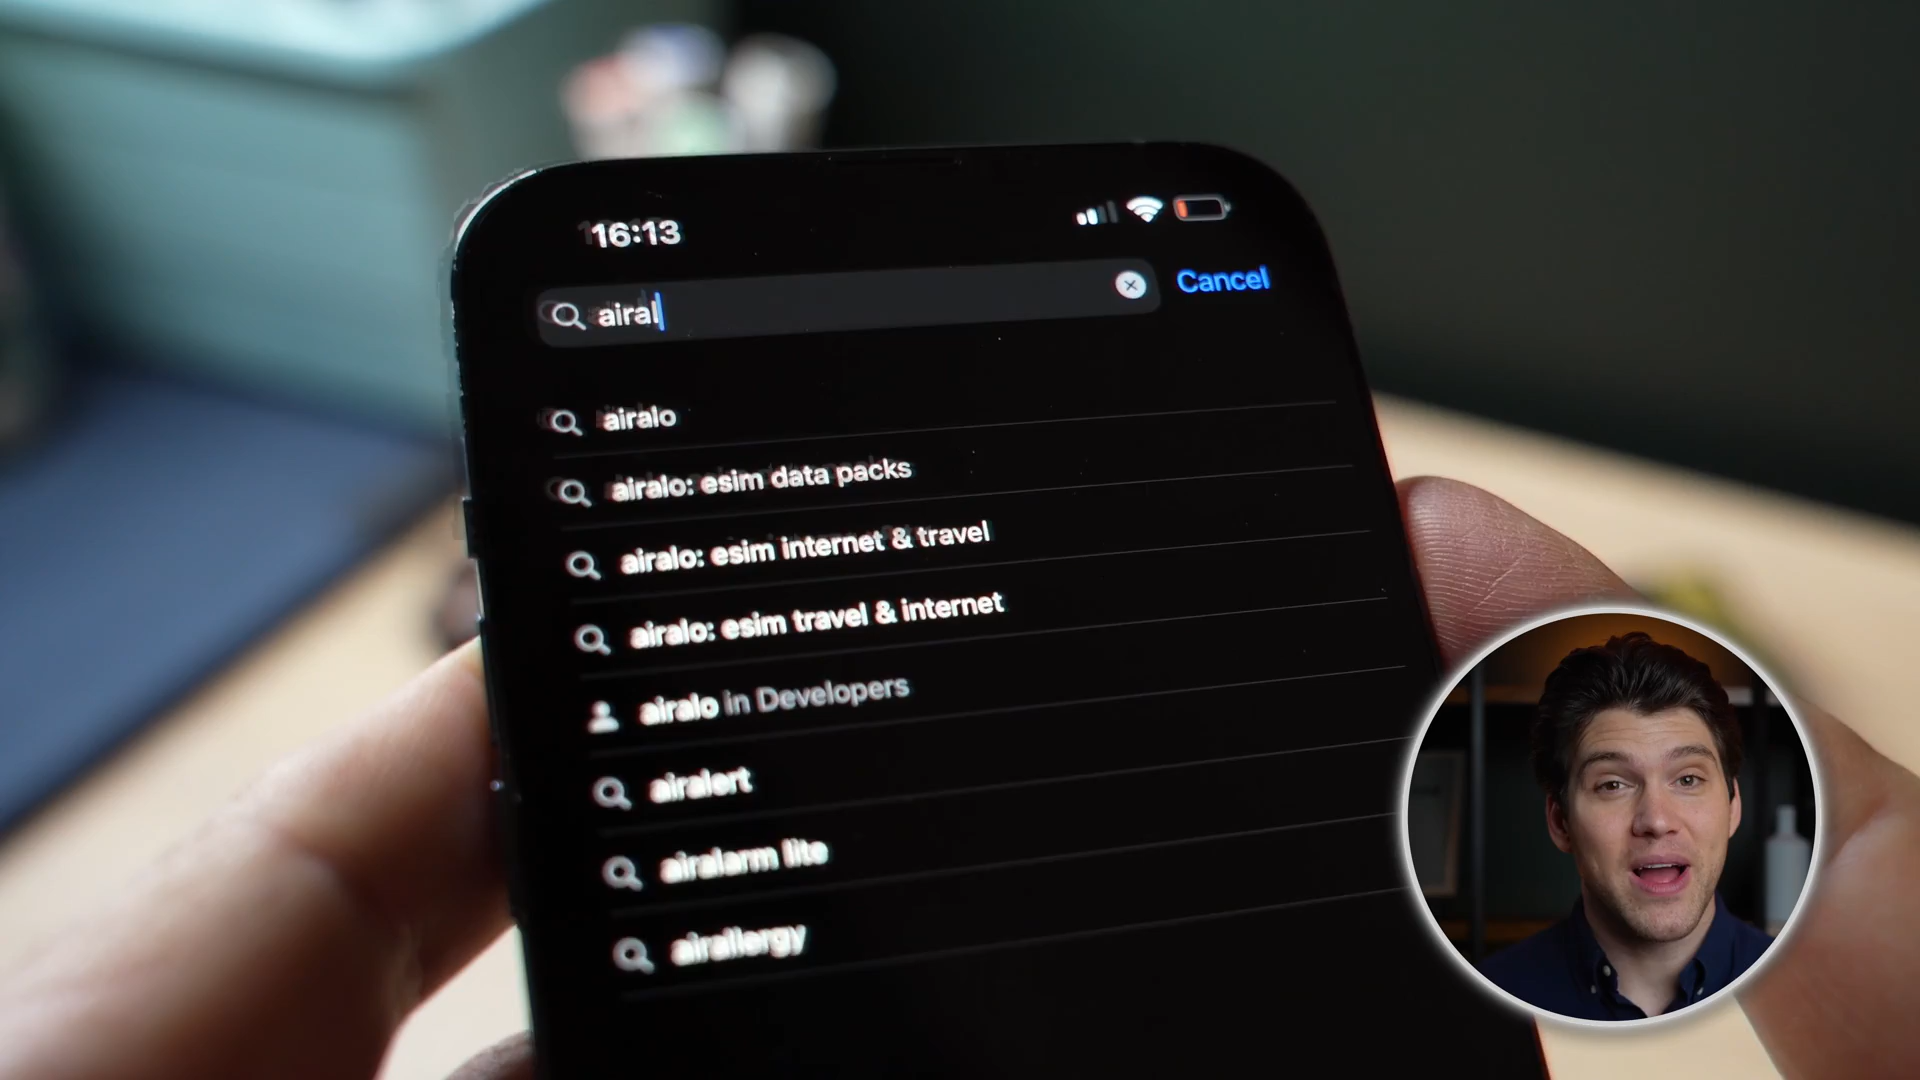 16:13
airal
Cancel
airalo
airalo: esim data packs
airalo: esim internet & travel
airalo: esim travel & internet
airalo in Developers
airalert
airalarm lite
airallergy